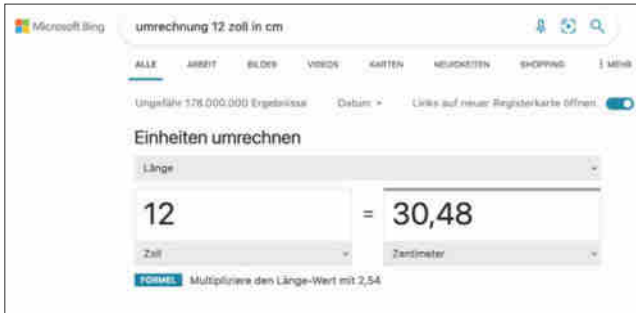 Microsoft Bing
umrechnung 12 zoll in cm
ALLE ARBEIT BILDER VIDEOS KARTEN NEUIGKEITEN SHOPPING MEHR
Ungefähr 178.000.000 Ergebnisse Datum Links auf neuer Registerkarte öffnen
Einheiten umrechnen
Länge
12 = 30,48
Zoll Zentimeter
FORMEL Multipliziere den Länge-Wert mit 2,54